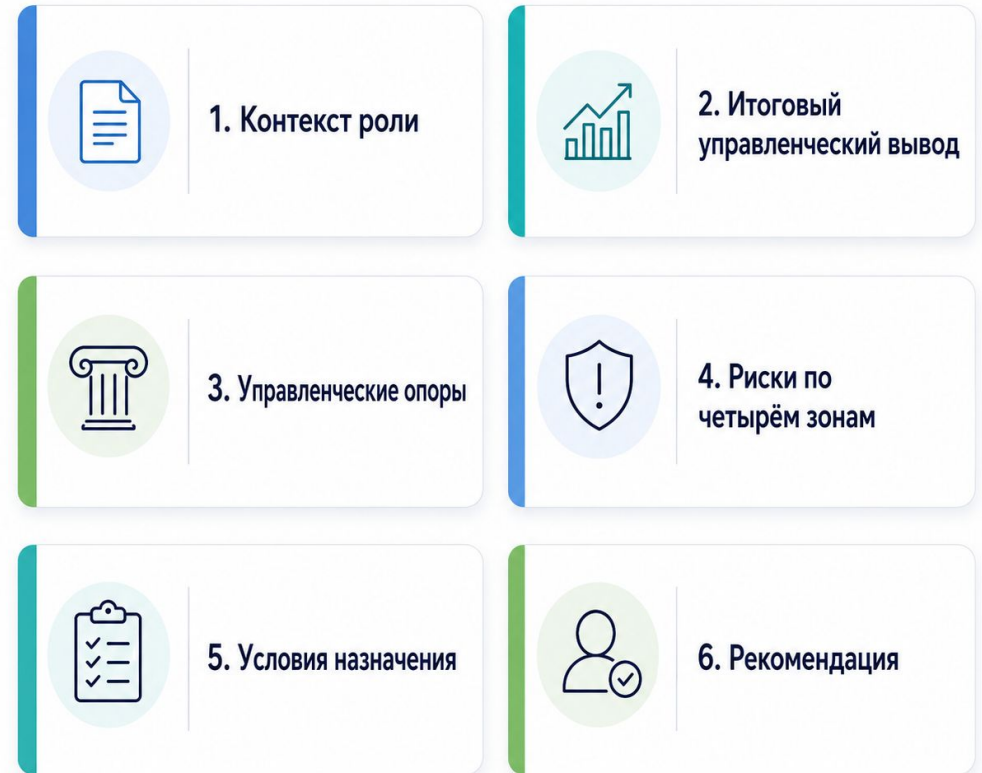 1. Контекст роли
2. Итоговый
управленческий вывод
3. Управленческие опоры
4. Риски по
четырём зонам
5. Условия назначения
6. Рекомендация